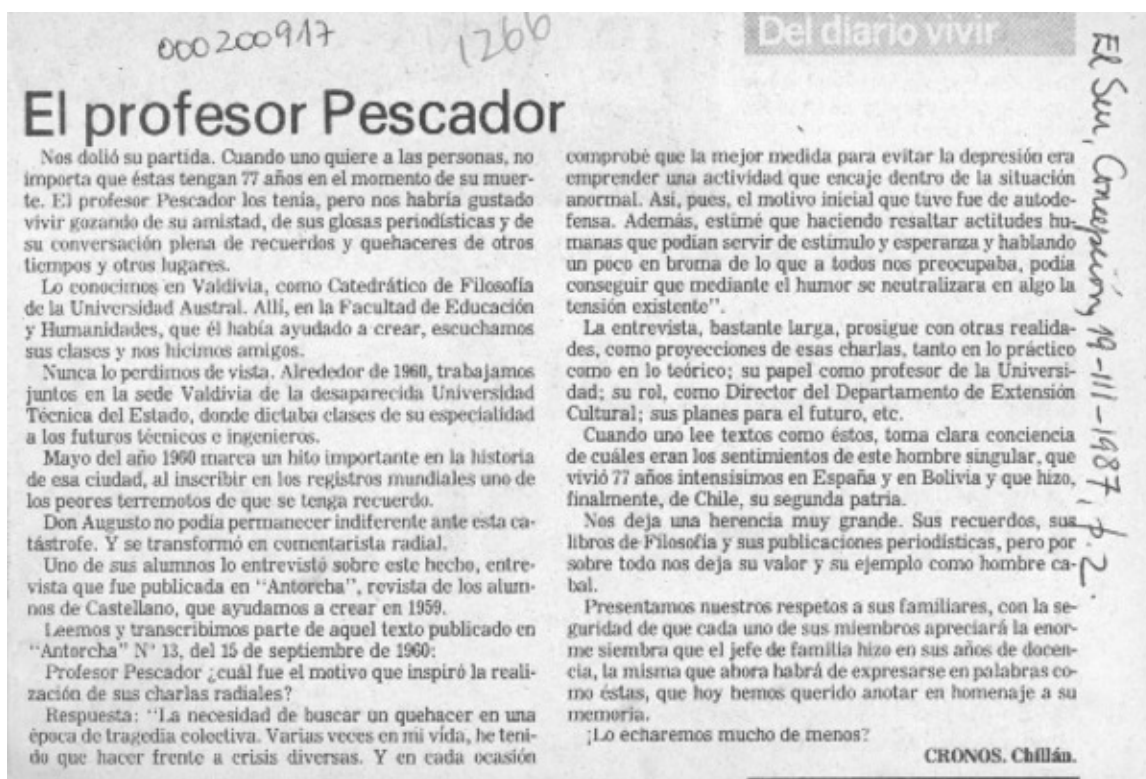 000200917
1266
Del diario vivir
El profesor Pescador
Nos dolió su partida. Cuando uno quiere a las personas, no
importa que éstas tengan 77 años en el momento de su muer-
te. El profesor Pescador los tenía, pero nos habría gustado
vivir gozando de su amistad, de sus glosas periodísticas y de
su conversación plena de recuerdos y quehaceres de otros
tiempos y otros lugares.
Lo conocimos en Valdivia, como Catedrático de Filosofía
de la Universidad Austral. Allí, en la Facultad de Educación
y Humanidades, que él había ayudado a crear, escuchamos
sus clases y nos hicimos amigos.
Nunca lo perdimos de vista. Alrededor de 1960, trabajamos
juntos en la sede Valdivia de la desaparecida Universidad
Técnica del Estado, donde dictaba clases de su especialidad
a los futuros técnicos e ingenieros.
Mayo del año 1960 marca un hito importante en la historia
de esa ciudad, al inscribir en los registros mundiales uno de
los peores terremotos de que se tenga recuerdo.
Don Augusto no podía permanecer indiferente ante esta ca-
tástrofe. Y se transformó en comentarista radial.
Uno de sus alumnos lo entrevistó sobre este hecho, entre-
vista que fue publicada en "Antorcha", revista de los alum-
nos de Castellano, que ayudamos a crear en 1959.
Leemos y transcribimos parte de aquel texto publicado en
"Antorcha" N° 13, del 15 de septiembre de 1960:
Profesor Pescador ¿cuál fue el motivo que inspiró la reali-
zación de sus charlas radiales?
Respuesta: "La necesidad de buscar un quehacer en una
época de tragedia colectiva. Varias veces en mi vida, he teni-
do que hacer frente a crisis diversas. Y en cada ocasión
comprobé que la mejor medida para evitar la depresión era
emprender una actividad que encaje dentro de la situación
anormal. Así, pues, el motivo inicial que tuve fue de autode-
fensa. Además, estimé que haciendo resaltar actitudes hu-
manas que podían servir de estímulo y esperanza y hablando
un poco en broma de lo que a todos nos preocupaba, podía
conseguir que mediante el humor se neutralizara en algo la
tensión existente".
La entrevista, bastante larga, prosigue con otras realida-
des, como proyecciones de esas charlas, tanto en lo práctico
como en lo teórico; su papel como profesor de la Universi-
dad; su rol, como Director del Departamento de Extensión
Cultural; sus planes para el futuro, etc.
Cuando uno lee textos como éstos, toma clara conciencia
de cuáles eran los sentimientos de este hombre singular, que
vivió 77 años intensísimos en España y en Bolivia y que hizo,
finalmente, de Chile, su segunda patria.
Nos deja una herencia muy grande. Sus recuerdos, sus
libros de Filosofía y sus publicaciones periodísticas, pero por
sobre todo nos deja su valor y su ejemplo como hombre ca-
bal.
Presentamos nuestros respetos a sus familiares, con la se-
guridad de que cada uno de sus miembros apreciará la enor-
me siembra que el jefe de familia hizo en sus años de docen-
cia, la misma que ahora habrá de expresarse en palabras co-
mo éstas, que hoy hemos querido anotar en homenaje a su
memoria.
¡Lo echaremos mucho de menos?
CRONOS. Chillán.
El Sur, Concepción, 19-III-1987, p. 2.